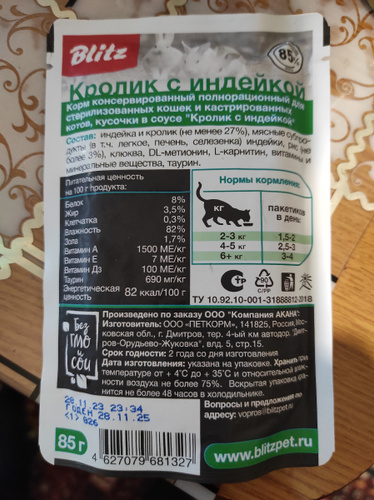 Blitz
85%
Кролик с индейкой
Корм консервированный полнорационный для
стерилизованных кошек и кастрированных
котов, кусочки в соусе "Кролик с индейкой"
Состав: индейка и кролик (не менее 27%), мясные субпро-
дукты (в т.ч. легкое, печень, селезенка) индейки, рис (не
более 3%), клюква, DL-метионин, L-карнитин, витамины и
минеральные вещества, таурин.
Питательная ценность
на 100 г продукта:
Белок 8%
Жир 3,5%
Клетчатка 0,3%
Влажность 82%
Зола 1,7%
Витамин А 1500 МЕ/кг
Витамин Е 7 МЕ/кг
Витамин Д3 100 МЕ/кг
Таурин 690 мг/кг
Энергетическая
ценность 82 ккал/100 г
Нормы кормления:
кг
пакетиков
в день:
2-3 кг 1,5-2
4-5 кг 2,5-3
6+ кг 3-4
C/PP
ТУ 10.92.10-001-31888812-2018
Без
ГМО
и
сои
Произведено по заказу ООО "Компания АКАНА":
Изготовитель: ООО «ПЕТКОРМ», 141825, Россия, Мос-
ковская обл., г. Дмитров, тер. 4-ый км автодор. Дмит-
ров-Орудьево-Жуковка", влд. 5, стр.15.
Срок годности: 2 года со дня изготовления
Дата изготовления: указана на упаковке. Хранить при
температуре от + 4°С до + 35°С и относительной влаж-
ности воздуха не более 75%. Вскрытая упаковка хра-
нится не более 48 часов в холодильнике.
Вопросы и предложения по
адресу: vopros@blitzpet.ru
28.11.23 23:34
ГОДЕН 28.11.25
<1> 826
85 г
4 627079 681327
www.blitzpet.ru